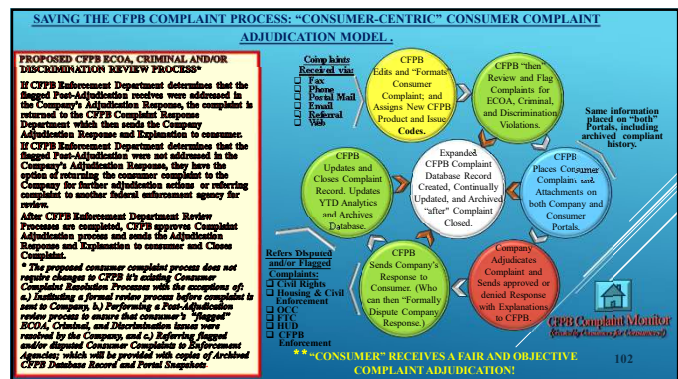 SAVING THE CFPB COMPLAINT PROCESS: “CONSUMER-CENTRIC” CONSUMER COMPLAINT
ADJUDICATION MODEL .
PROPOSED CFPB ECOA, CRIMINAL AND/OR
DISCRIMINATION REVIEW PROCESS*
If CFPB Enforcement Department determines that the
flagged Post-Adjudication receives were addressed in
the Company's Adjudication Response, the complaint is
returned to the CFPB Complaint Response
Department which then sends the Company
Adjudication Response and Explanation to consumer.
If CFPB Enforcement Department determines that the
flagged Post-Adjudication were not addressed in the
Company's Adjudication Response, they have the
option of returning the consumer complaint to the
Company for further adjudication actions or referring
complaint to another federal enforcement agency for
review.
After CFPB Enforcement Department Review
Processes are completed, CFPB approves Complaint
Adjudication process and sends the Adjudication
Response and Explanation to consumer and Closes
Complaint.
* The proposed consumer complaint process does not
require changes to CFPB it's existing Consumer
Complaint Resolution Processes with the exceptions of:
a.) Instituting a formal review process before complaint is
sent to Company, b.) Performing a Post-Adjudication
review process to ensure that consumer's "flagged"
ECOA, Criminal, and Discrimination issues were
resolved by the Company, and c.) Referring flagged
and/or disputed Consumer Complaints to Enforcement
Agencies; which will be provided with copies of Archived
CFPB Database Record and Portal Snapshots
Complaints
Received via:
❑ Fax
❑ Phone
❑ Postal Mail
❑ Email
❑ Referral
❑ Web
CFPB
Edits and “Formats”
Consumer
Complaint; and
Assigns New CFPB
Product and Issue
Codes.
CFPB “then”
Review and Flag
Complaints for
ECOA, Criminal,
and Discrimination
Violations.
Same information
placed on “both”
Portals, including
archived compliant
history.
CFPB
Places Consumer
Complaint and
Attachments on
both Company and
Consumer
Portals.
Company
Adjudicates
Complaint and
Sends approved or
denied Response
with Explanations
to CFPB.
CFPB
Sends Company's
Response to
Consumer. (Who
can then “Formally
Dispute Company
Response.)
CFPB
Updates and
Closes Complaint
Record. Updates
YTD Analytics
and Archives
Database.
Expanded
CFPB Complaint
Database Record
Created, Continually
Updated, and Archived
“after” Complaint
Closed.
Refers Disputed
and/or Flagged
Complaints:
❑ Civil Rights
❑ Housing & Civil
Enforcement
❑ OCC
❑ FTC
❑ HUD
❑ CFPB
Enforcement
CFPB Complaint Monitor
(Created by Consumers for Consumers!)
**“CONSUMER” RECEIVES A FAIR AND OBJECTIVE
COMPLAINT ADJUDICATION!
102